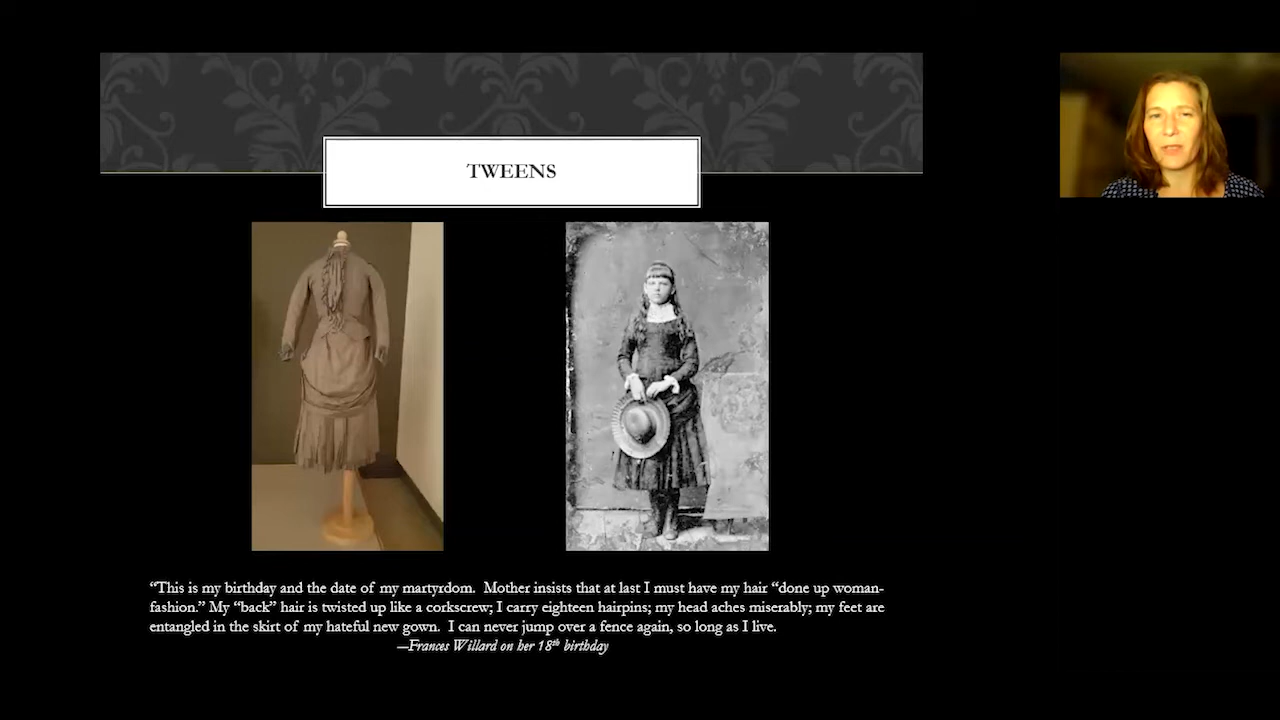 TWEENS
“This is my birthday and the date of my martyrdom. Mother insists that at last I must have my hair “done up woman-
fashion.” My “back” hair is twisted up like a corkscrew; I carry eighteen hairpins; my head aches miserably; my feet are
entangled in the skirt of my hateful new gown. I can never jump over a fence again, so long as I live.
—Frances Willard on her 18th birthday